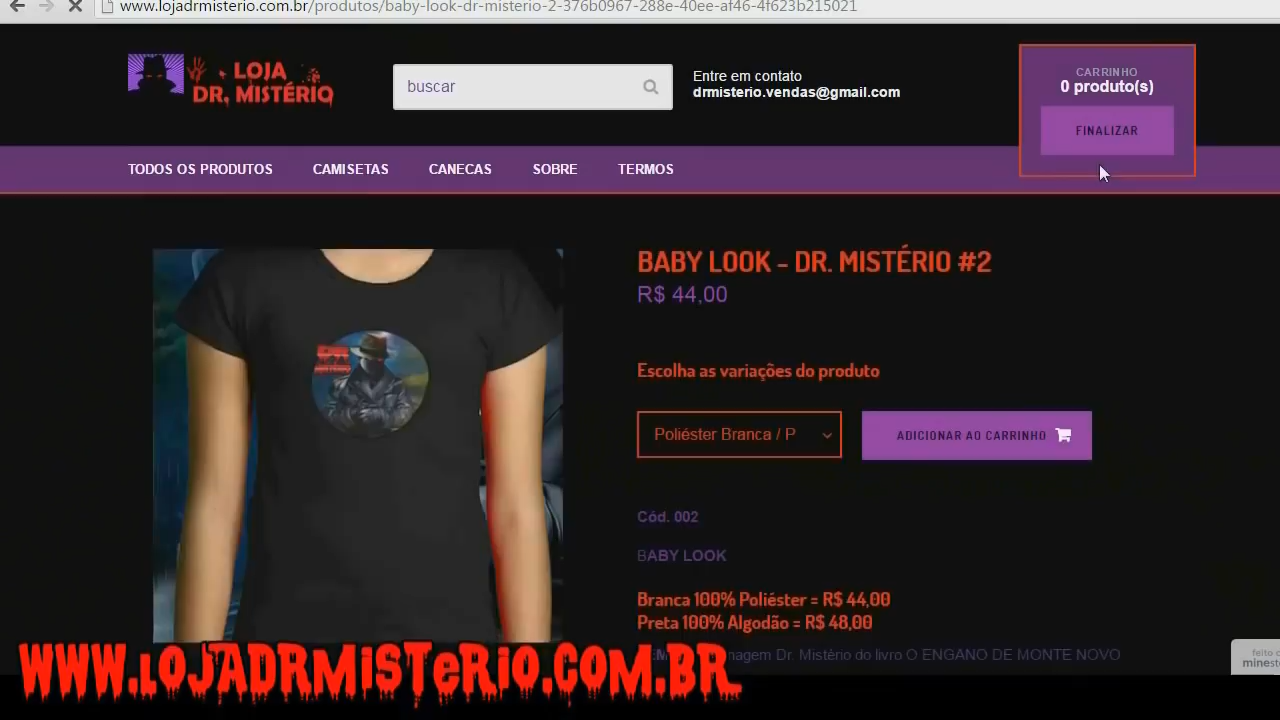 www.lojadrmisterio.com.br/produtos/baby-look-dr-misterio-2-376b0967-288e-40ee-af46-4f623b215021
LOJA
DR. MISTÉRIO
buscar
Entre em contato
drmisterio.vendas@gmail.com
CARRINHO
0 produto(s)
FINALIZAR
TODOS OS PRODUTOS CAMISETAS CANECAS SOBRE TERMOS
BABY LOOK - DR. MISTÉRIO #2
R$ 44,00
Escolha as variações do produto
Poliéster Branca / P
ADICIONAR AO CARRINHO
Cód. 002
BABY LOOK
Branca 100% Poliéster = R$ 44,00
Preta 100% Algodão = R$ 48,00
Dr. Mistério do livro O ENGANO DE MONTE NOVO
feito
minest
WWW.LOJADRMISTERIO.COM.BR